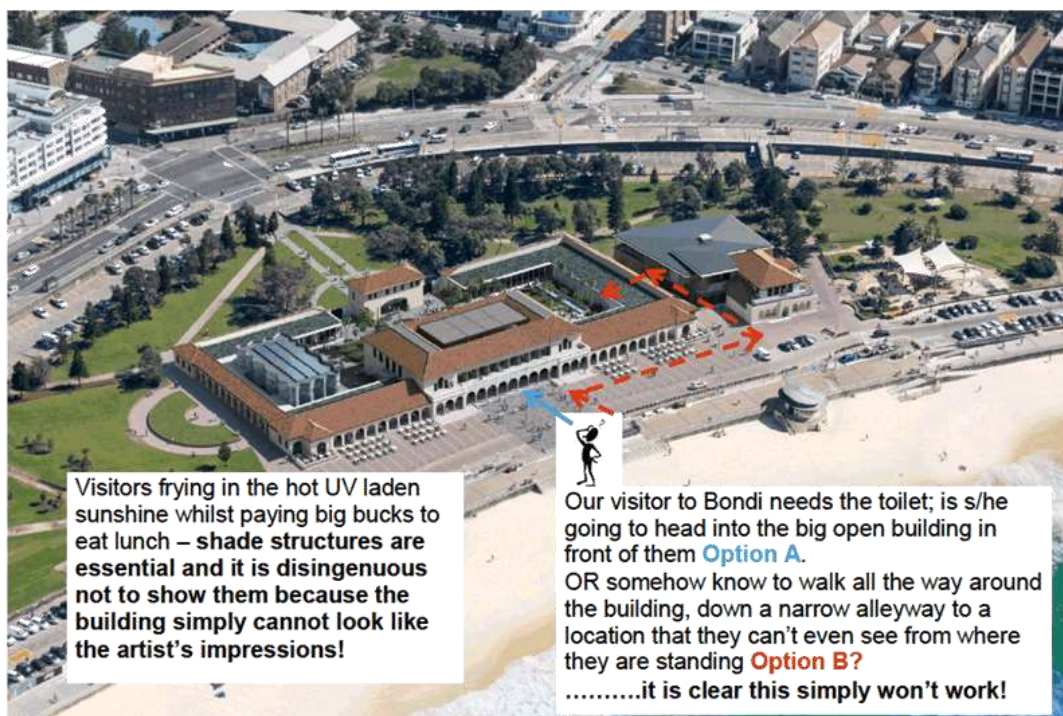 Visitors frying in the hot UV laden
sunshine whilst paying big bucks to
eat lunch – shade structures are
essential and it is disingenuous
not to show them because the
building simply cannot look like
the artist's impressions!
Our visitor to Bondi needs the toilet; is s/he
going to head into the big open building in
front of them Option A.
OR somehow know to walk all the way around
the building, down a narrow alleyway to a
location that they can't even see from where
they are standing Option B?
……….it is clear this simply won't work!